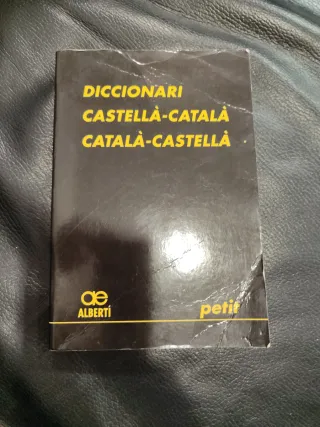 DICCIONARI
CASTELLÀ-CATALÀ
CATALÀ-CASTELLÀ
ae
ALBERTÍ
petit